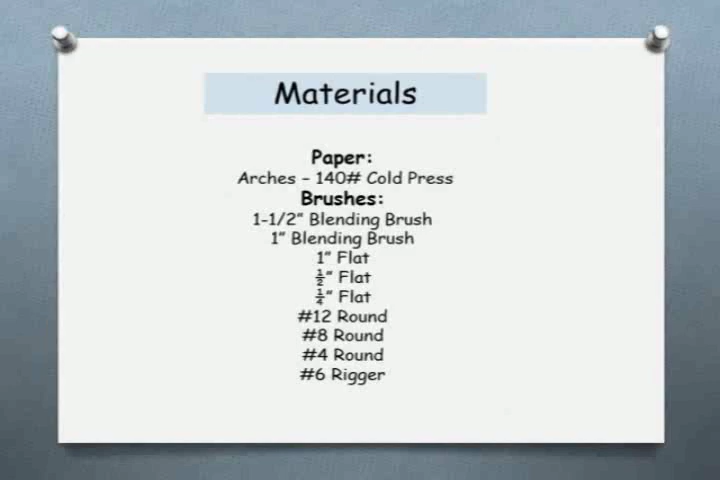 Materials
Paper:
Arches – 140# Cold Press
Brushes:
1-1/2” Blending Brush
1” Blending Brush
1” Flat
½” Flat
¼” Flat
#12 Round
#8 Round
#4 Round
#6 Rigger